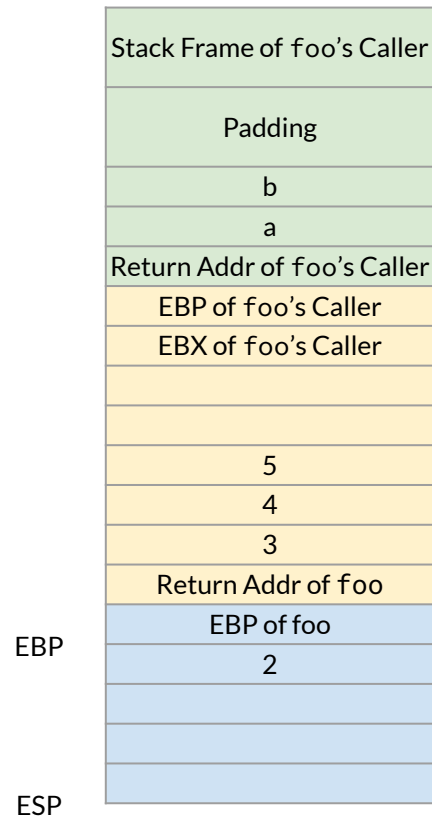 Stack Frame of foo’s Caller
Padding
b
a
Return Addr of foo’s Caller
EBP of foo’s Caller
EBX of foo’s Caller
5
4
3
Return Addr of foo
EBP of foo
EBP
2
ESP